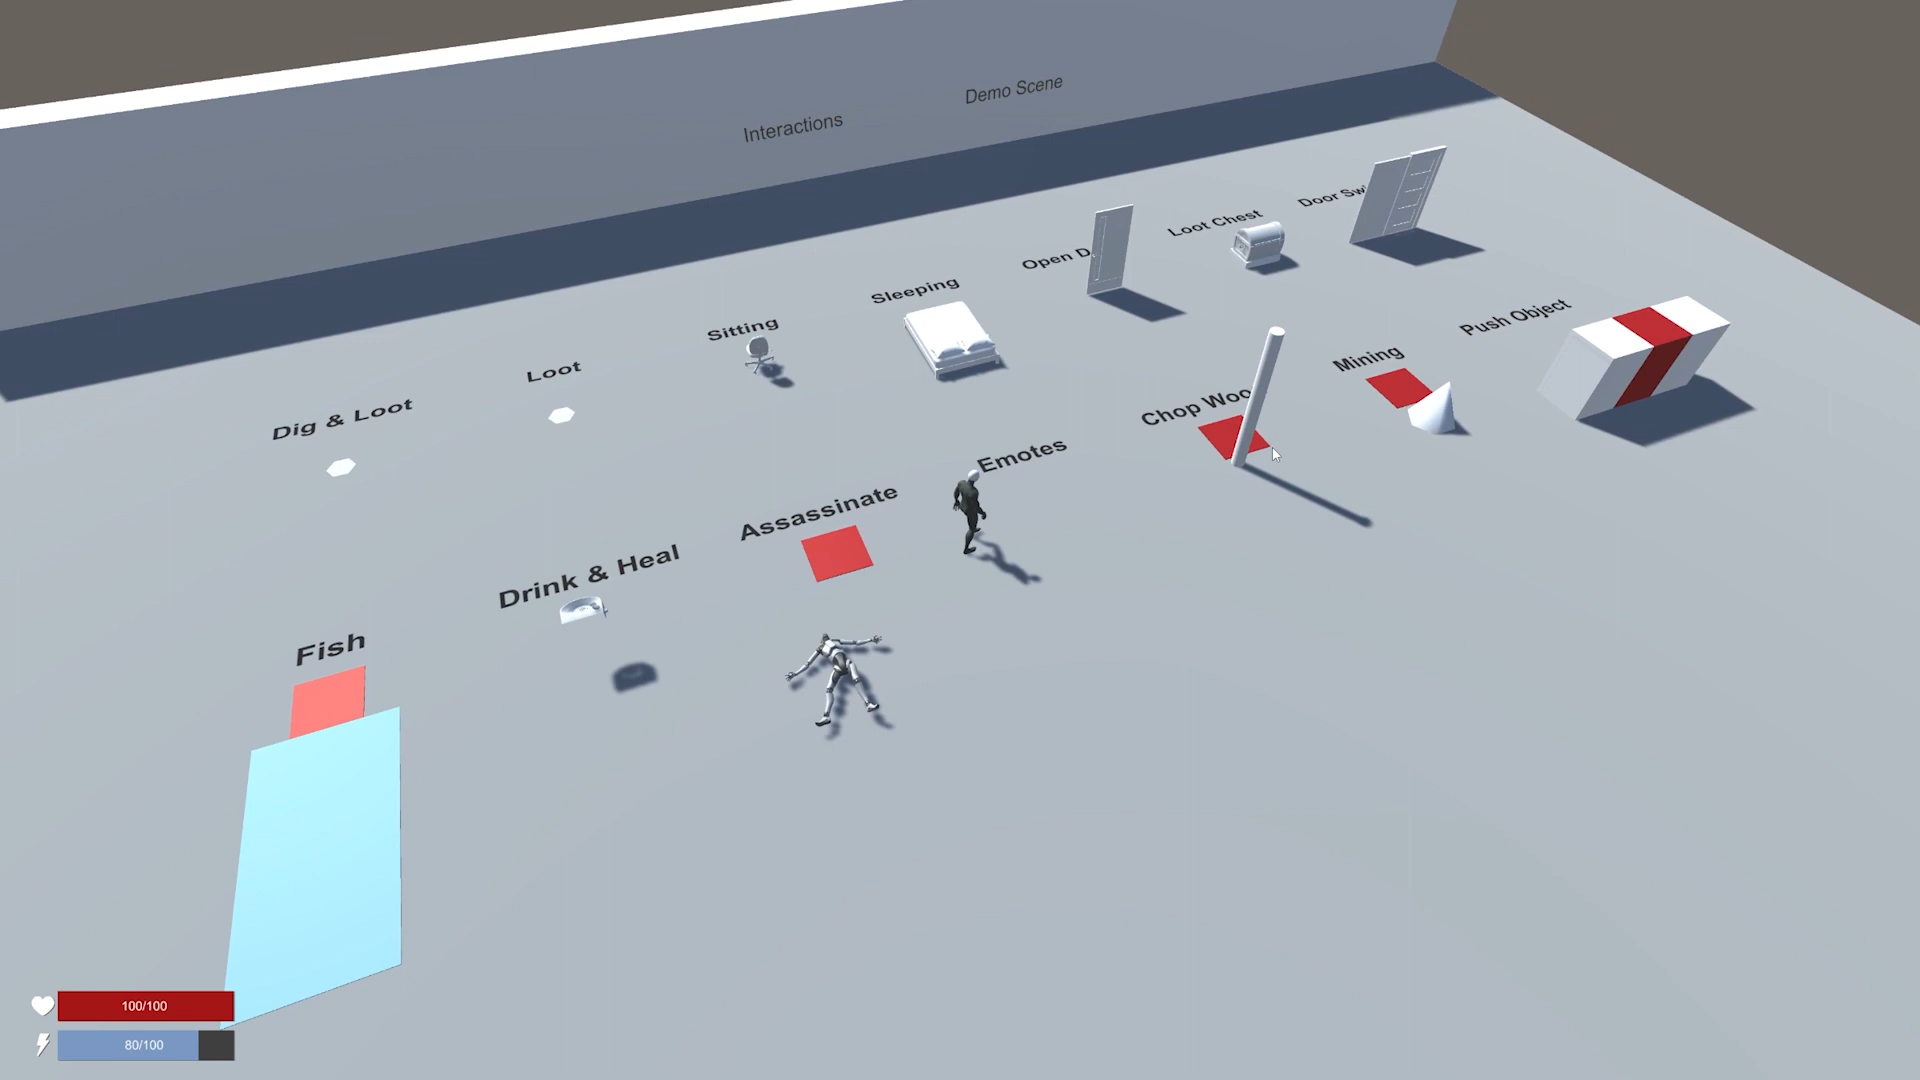 Demo Scene
Interactions
Door Swi
Loot Chest
Open D
Sleeping
Sitting
Loot
Dig & Loot
Push Object
Mining
Chop Woo
Emotes
Assassinate
Drink & Heal
Fish
100/100
80/100